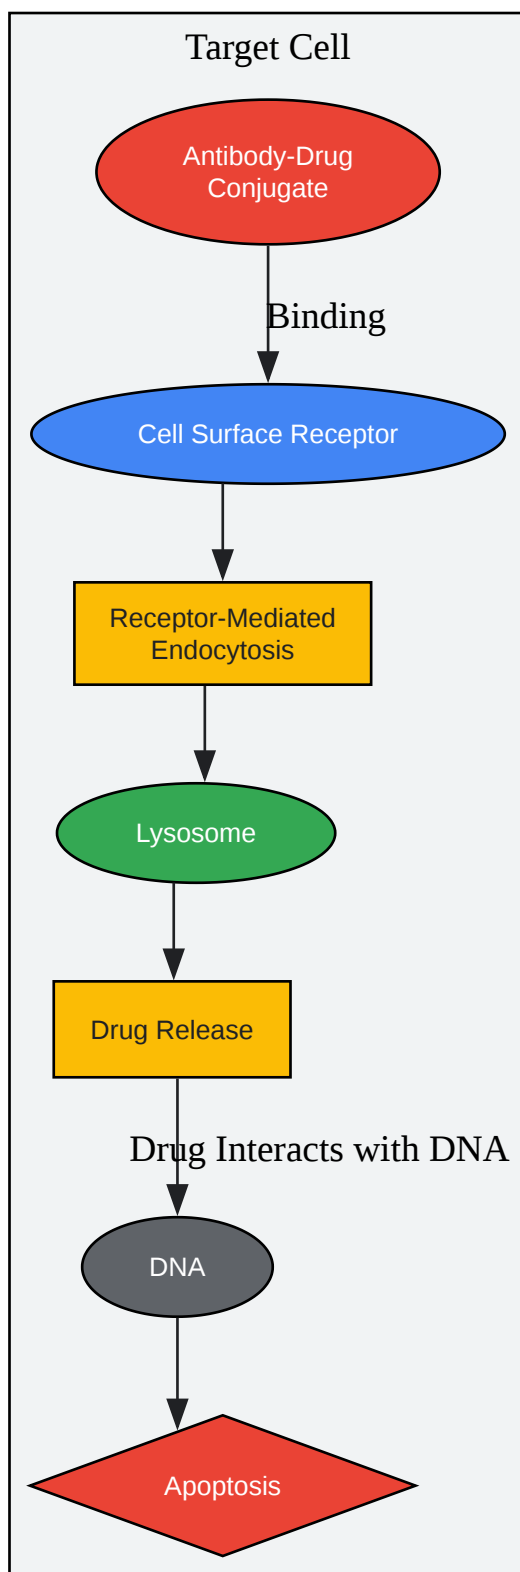 Target Cell
Antibody-Drug
Conjugate
Binding
Cell Surface Receptor
Receptor-Mediated
Endocytosis
Lysosome
Drug Release
Drug Interacts with DNA
DNA
Apoptosis